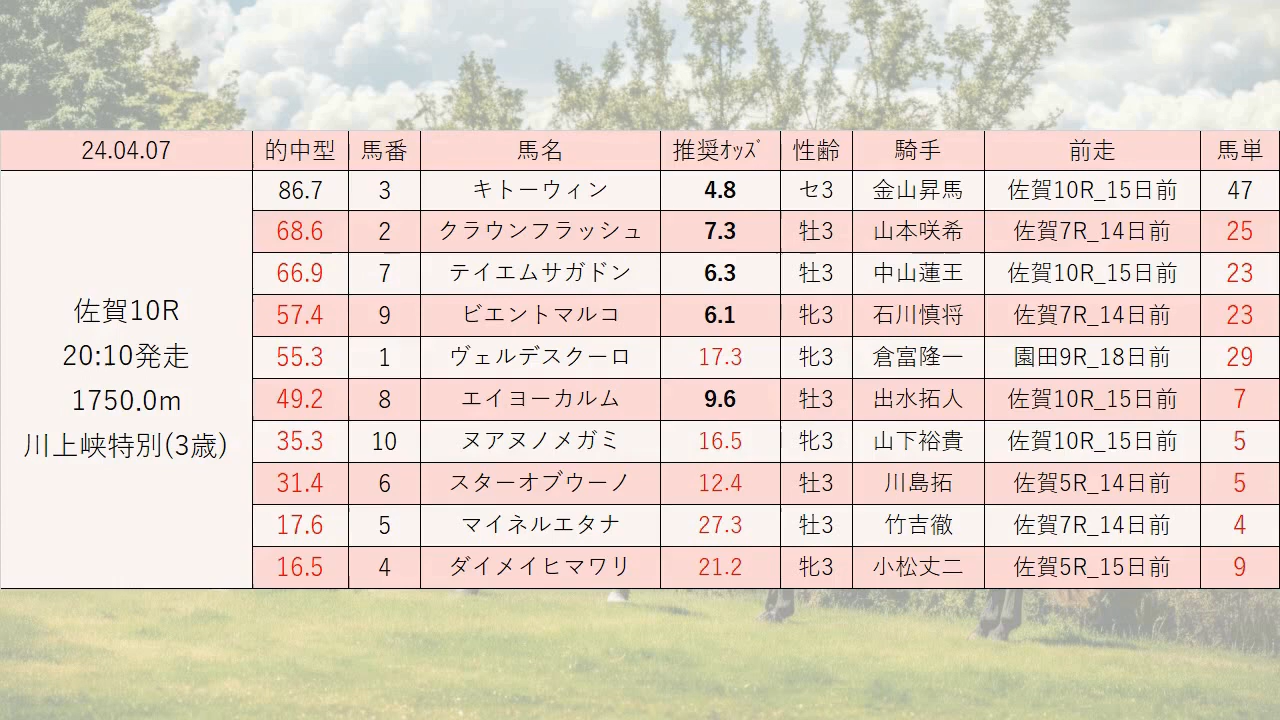 24.04.07 的中型 馬番 馬名 推奨ｵｯｽﾞ 性齢 騎手 前走 馬単
佐賀10R
20:10発走
1750.0m
川上峡特別(3歳)
86.7 3 キトーウィン 4.8 セ3 金山昇馬 佐賀10R_15日前 47
68.6 2 クラウンフラッシュ 7.3 牡3 山本咲希 佐賀7R_14日前 25
66.9 7 テイエムサガドン 6.3 牡3 中山蓮王 佐賀10R_15日前 23
57.4 9 ビエントマルコ 6.1 牝3 石川慎将 佐賀7R_14日前 23
55.3 1 ヴェルデスクーロ 17.3 牝3 倉富隆一 園田9R_18日前 29
49.2 8 エイヨーカルム 9.6 牡3 出水拓人 佐賀10R_15日前 7
35.3 10 ヌアヌノメガミ 16.5 牝3 山下裕貴 佐賀10R_15日前 5
31.4 6 スターオブウーノ 12.4 牡3 川島拓 佐賀5R_14日前 5
17.6 5 マイネルエタナ 27.3 牡3 竹吉徹 佐賀7R_14日前 4
16.5 4 ダイメイヒマワリ 21.2 牝3 小松丈二 佐賀5R_15日前 9